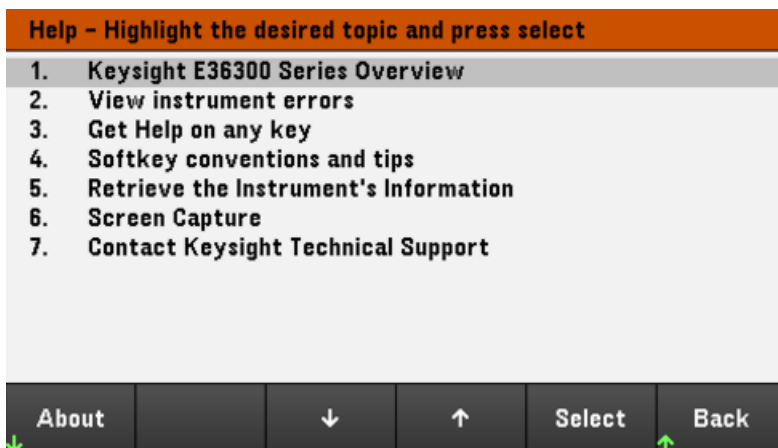 Help – Highlight the desired topic and press select
1. Keysight E36300 Series Overview
2. View instrument errors
3. Get Help on any key
4. Softkey conventions and tips
5. Retrieve the Instrument's Information
6. Screen Capture
7. Contact Keysight Technical Support
About ↓ ↑ Select Back